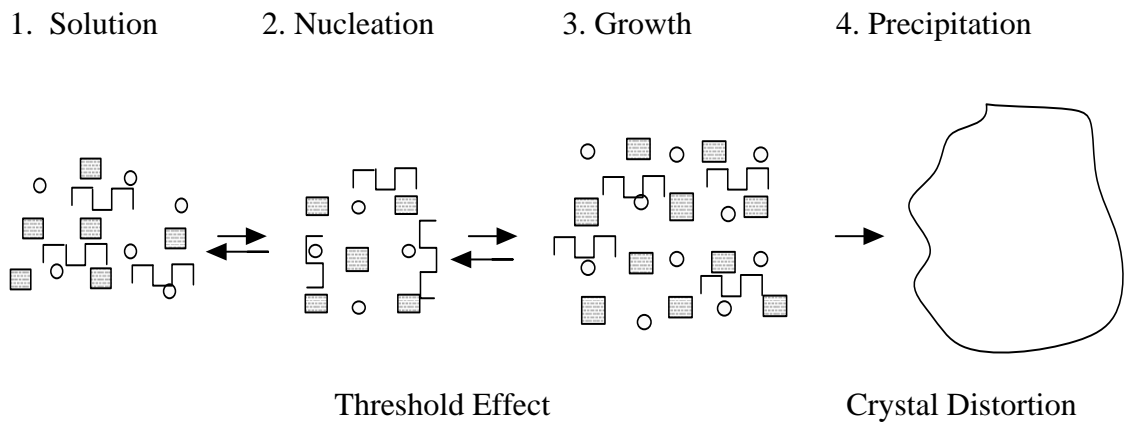 1. Solution 2. Nucleation 3. Growth 4. Precipitation
Threshold Effect Crystal Distortion